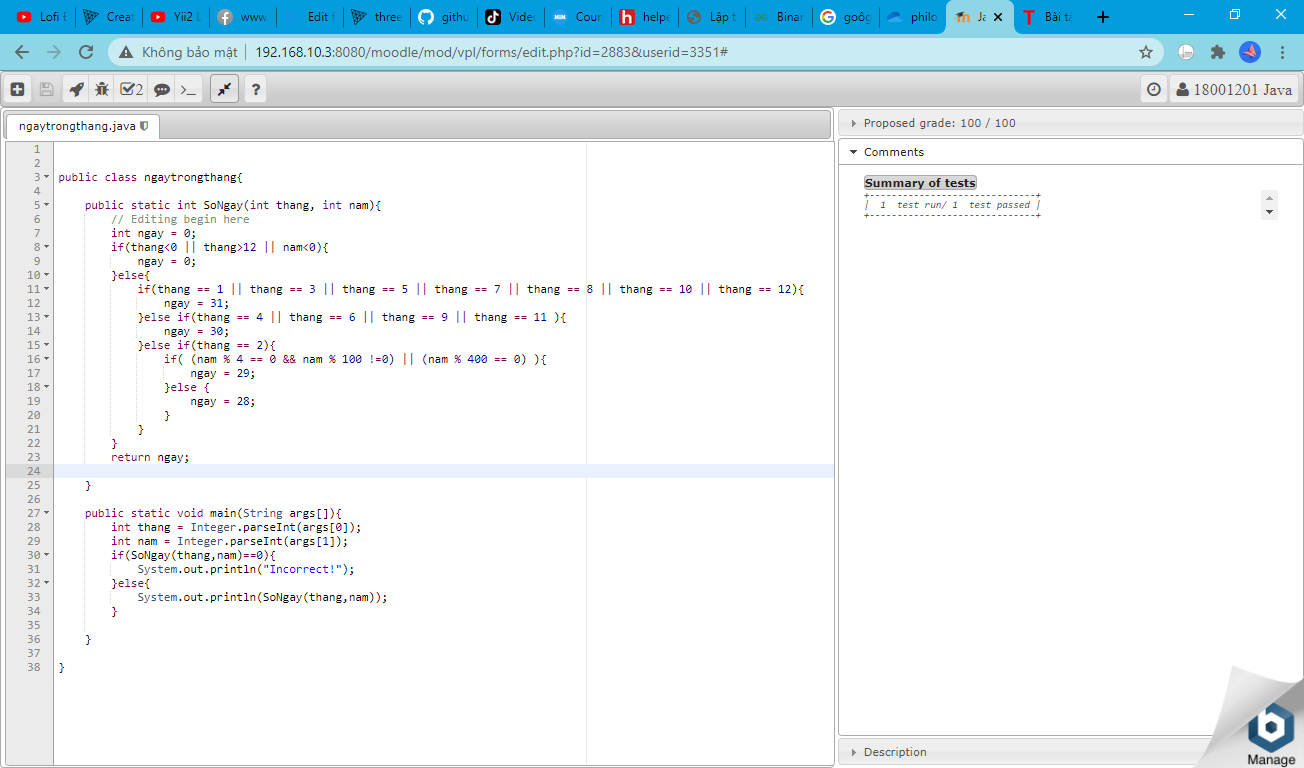 Lofi
Creat
Yii2 L
www
Edit f
three
githu
Vide
Cour
help
Lập t
Binar
philo
Ja
Bài tậ
Không bảo mật
192.168.10.3:8080/moodle/mod/vpl/forms/edit.php?id=2883&userid=3351#
2
>_
?
18001201 Java
ngaytrongthang.java
1
2
3 public class ngaytrongthang{
4
5 public static int SoNgay(int thang, int nam){
6 // Editing begin here
7 int ngay = 0;
8 if(thang<0 || thang>12 || nam<0){
9 ngay = 0;
10 }else{
11 if(thang == 1 || thang == 3 || thang == 5 || thang == 7 || thang == 8 || thang == 10 || thang == 12){
12 ngay = 31;
13 }else if(thang == 4 || thang == 6 || thang == 9 || thang == 11 ){
14 ngay = 30;
15 }else if(thang == 2){
16 if( (nam % 4 == 0 && nam % 100 !=0) || (nam % 400 == 0) ){
17 ngay = 29;
18 }else {
19 ngay = 28;
20 }
21 }
22 }
23 return ngay;
24
25 }
26
27 public static void main(String args[]){
28 int thang = Integer.parseInt(args[0]);
29 int nam = Integer.parseInt(args[1]);
30 if(SoNgay(thang,nam)==0){
31 System.out.println("Incorrect!");
32 }else{
33 System.out.println(SoNgay(thang,nam));
34 }
35
36 }
37
38 }
Proposed grade: 100 / 100
Comments
Summary of tests
+------------------------------+
| 1 test run/ 1 test passed |
+------------------------------+
Description
Manage